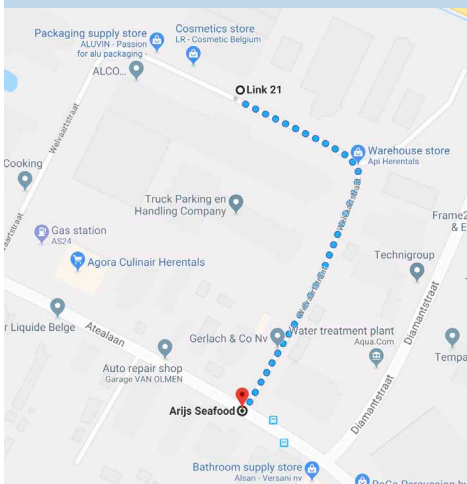 Packaging supply store
ALUVIN - Passion
for alu packaging -
Cosmetics store
LR - Cosmetic Belgium
ALCO...
Link 21
Welvaartstraat
Warehouse store
Api Herentals
Cooking
Truck Parking en
Handling Company
Frame2
& E
Gas station
AS24
Technigroup
Agora Culinair Herentals
Diamantstraat
r Liquide Belge
Atealaan
Gerlach & Co Nv
Water treatment plant
Aqua.Com
Tempa
Auto repair shop
Garage VAN OLMEN
Diamantstraat
Arijs Seafood
Bathroom supply store
Alsan - Versani nv